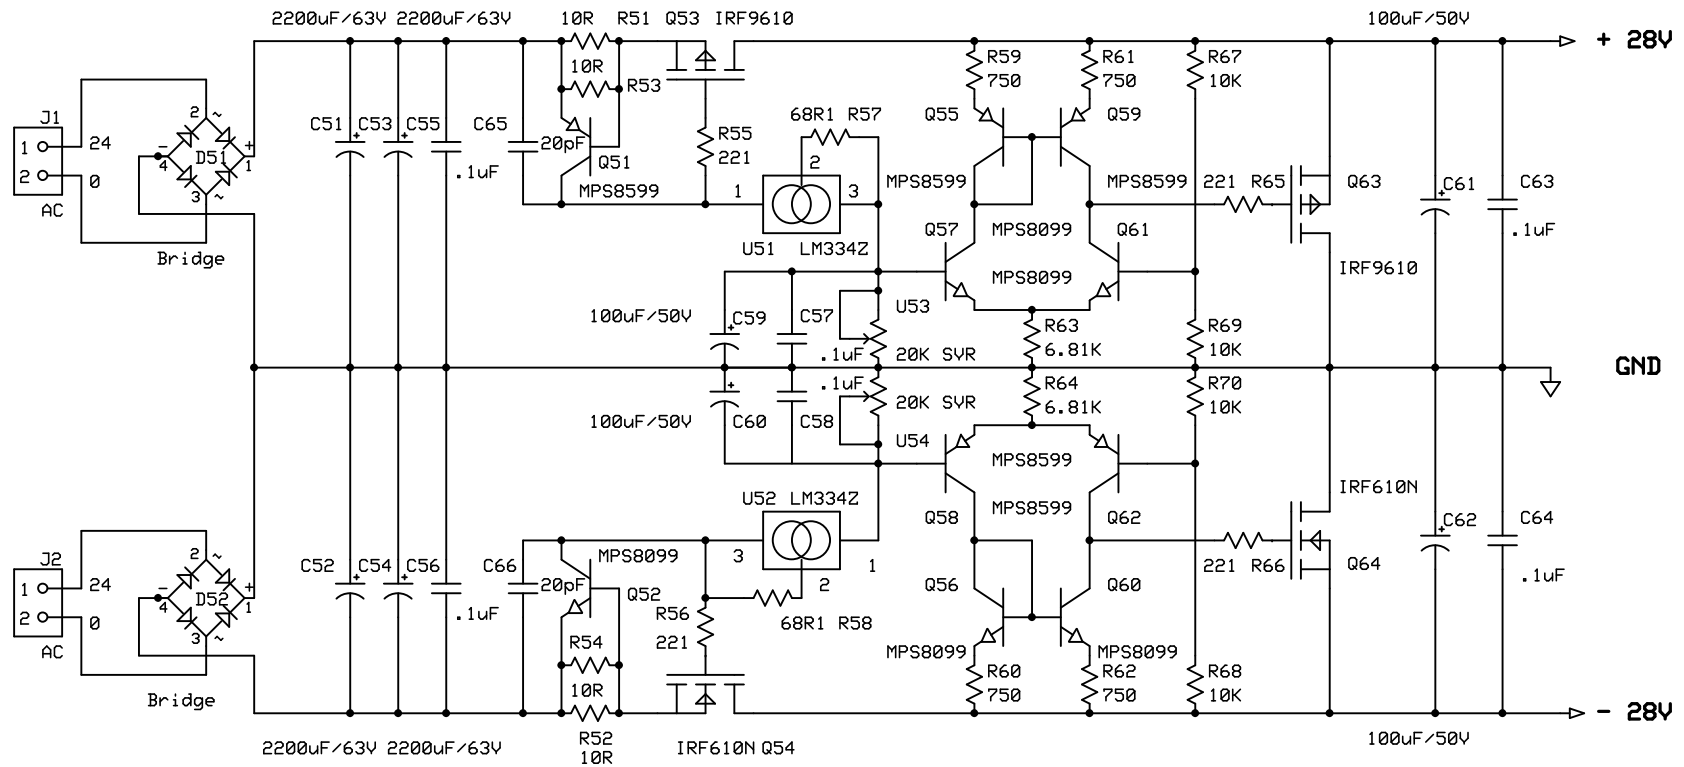 2200uF/63V 2200uF/63V 10R R51 Q53 IRF9610 100uF/50V
+ 28V
10R R53
R59 750
R61 750
R67 10K
J1
1 24
2 0
AC
2 ~
- 4 D51 + 1
3 ~
Bridge
C51 C53 C55 C65
.1uF
20pF
Q51
MPS8599
R55 221
68R1 R57
2
1 3
U51 LM334Z
Q55 Q59
MPS8599 MPS8599
221 R65 Q63
IRF9610
C61 C63
.1uF
Q57 MPS8099 Q61
MPS8099
100uF/50V C59 C57
.1uF
U53
20K SVR
R63 6.81K
R69 10K
GND
.1uF
20K SVR
R64 6.81K
R70 10K
100uF/50V C60 C58
U54
MPS8599
MPS8599
Q58 Q62
U52 LM334Z
3 1
2
68R1 R58
IRF610N
221 R66 Q64
C62 C64
.1uF
J2
1 24
2 0
AC
2 ~
- 4 D52 + 1
3 ~
Bridge
C52 C54 C56 C66
.1uF
MPS8099
20pF
Q52
R56 221
R54
10R
Q56 Q60
MPS8099 MPS8099
R60 750
R62 750
R68 10K
- 28V
R52
10R
2200uF/63V 2200uF/63V IRF610N Q54 100uF/50V